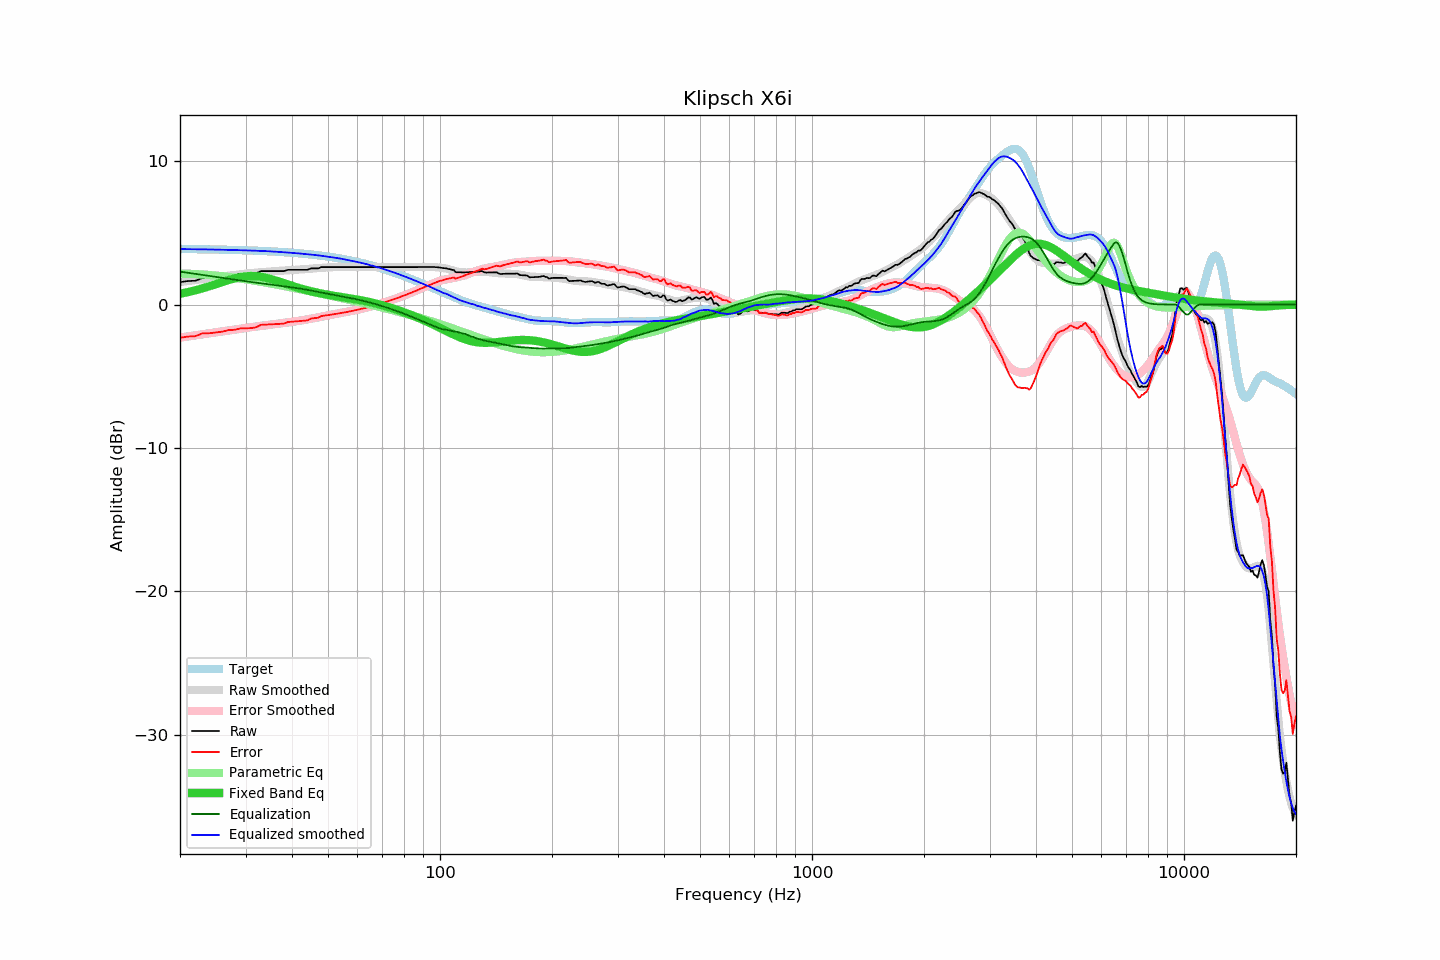 Klipsch X6i
10
0
−10
−20
−30
Amplitude (dBr)
Target
Raw Smoothed
Error Smoothed
Raw
Error
Parametric Eq
Fixed Band Eq
Equalization
Equalized smoothed
100
1000
10000
Frequency (Hz)